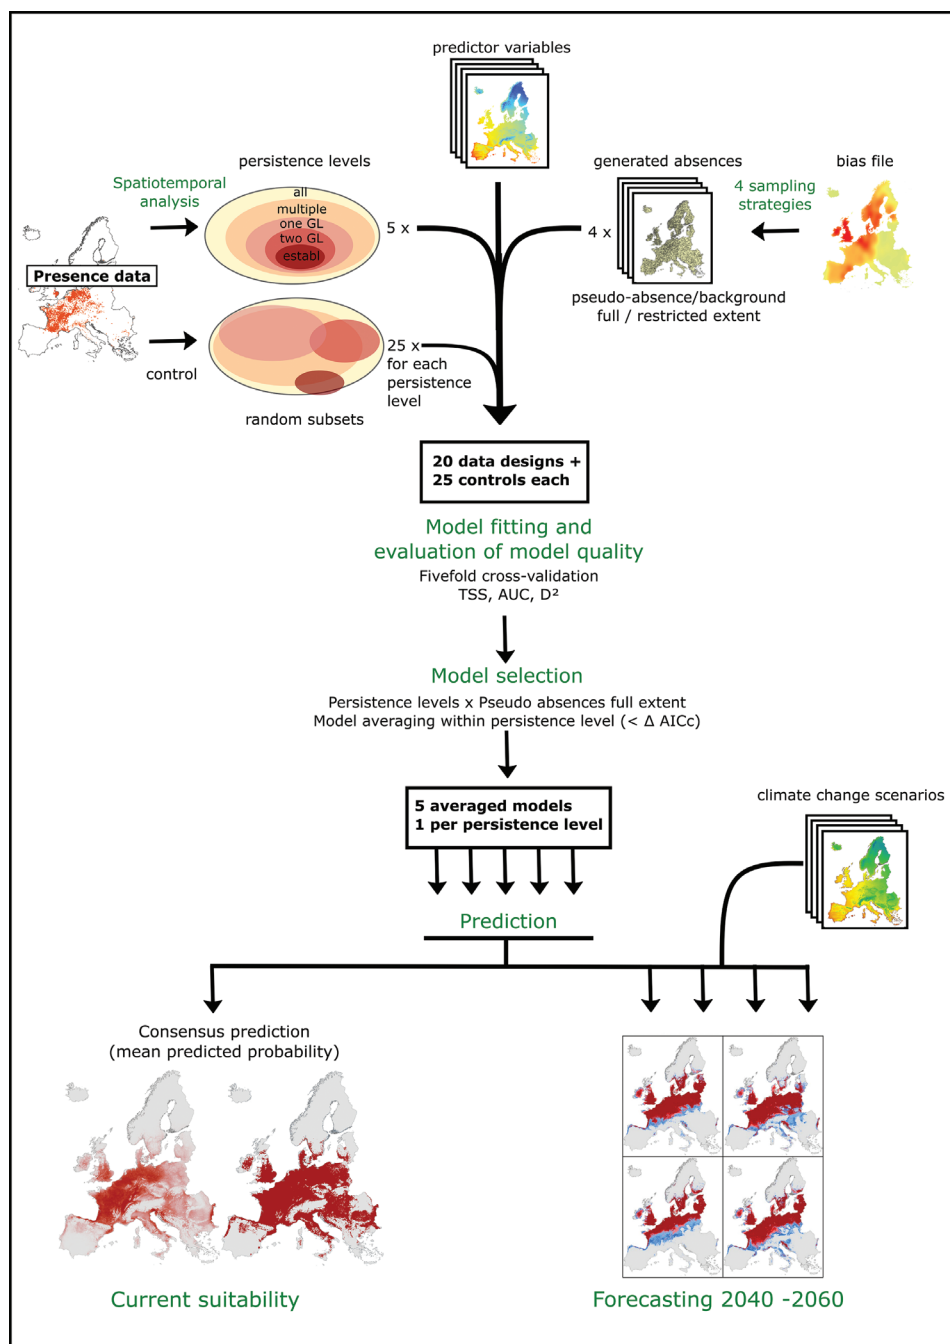 predictor variables
persistence levels
generated absences
bias file
Spatiotemporal
analysis
all
multiple
one GL
two GL
establ
5 x
4 x
4 sampling
strategies
Presence data
pseudo-absence/background
full / restricted extent
control
25 x
for each
persistence
level
random subsets
20 data designs +
25 controls each
Model fitting and
evaluation of model quality
Fivefold cross-validation
TSS, AUC, D²
Model selection
Persistence levels x Pseudo absences full extent
Model averaging within persistence level (< Δ AICc)
5 averaged models
1 per persistence level
climate change scenarios
Prediction
Consensus prediction
(mean predicted probability)
Current suitability
Forecasting 2040 -2060